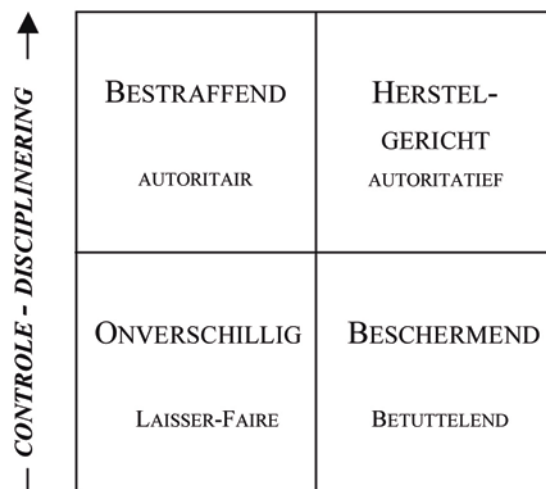 CONTROLE - DISCIPLINERING
BESTRAFFEND
AUTORITAIR
HERSTEL-
GERICHT
AUTORITATIEF
ONVERSCHILLIG
LAISSER-FAIRE
BESCHERMEND
BETUTTELEND